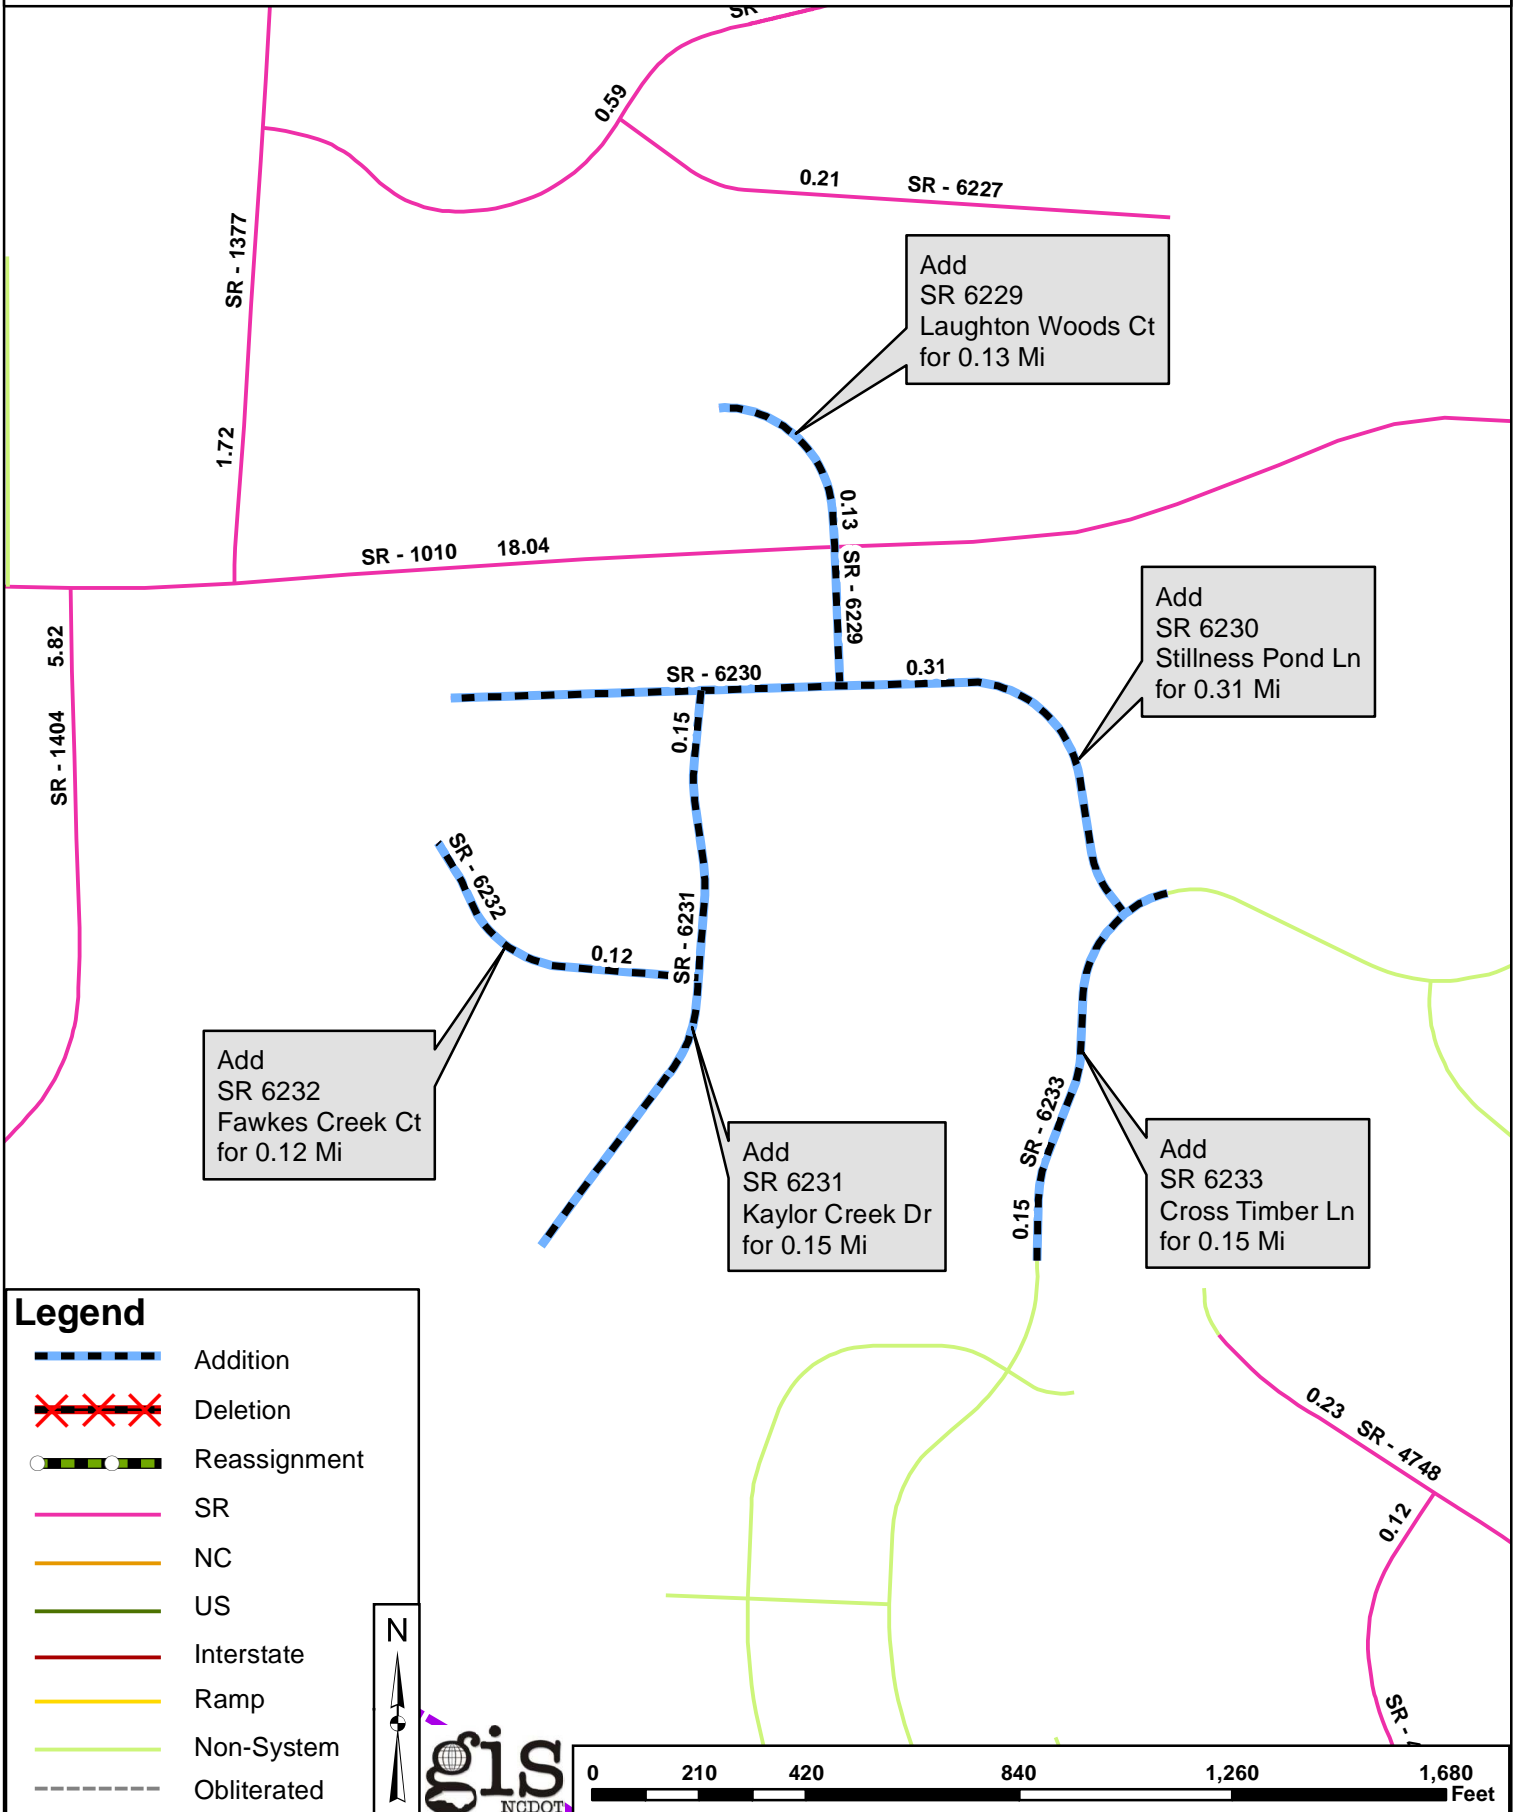 0.59
0.21
SR - 6227
SR - 1377
1.72
Add
SR 6229
Laughton Woods Ct
for 0.13 Mi
0.13
SR - 6229
SR - 1010
18.04
5.82
SR - 1404
Add
SR 6230
Stillness Pond Ln
for 0.31 Mi
SR - 6230
0.31
0.15
SR - 6231
SR - 6232
0.12
Add
SR 6232
Fawkes Creek Ct
for 0.12 Mi
Add
SR 6231
Kaylor Creek Dr
for 0.15 Mi
SR - 6233
0.15
Add
SR 6233
Cross Timber Ln
for 0.15 Mi
0.23
SR - 4748
0.12
SR -
Legend
Addition
Deletion
Reassignment
SR
NC
US
Interstate
Ramp
Non-System
Obliterated
N
gis
NCDOT
0 210 420 840 1,260 1,680
Feet